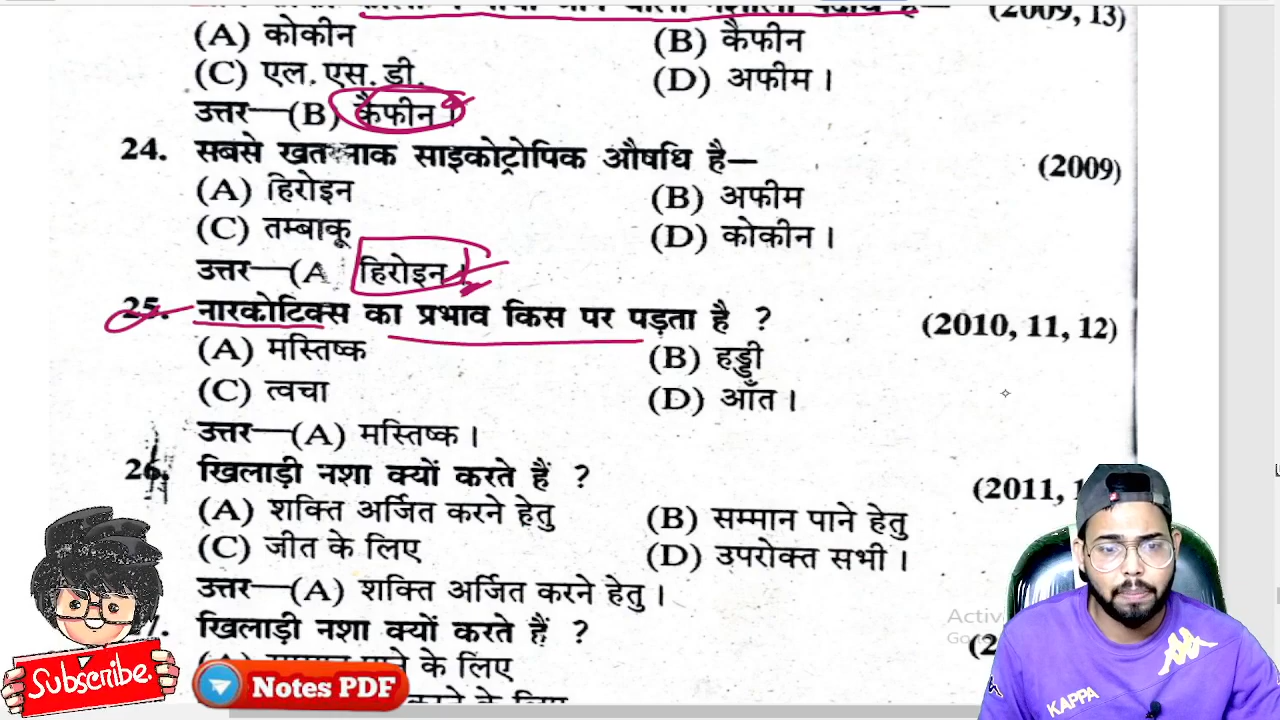 (2009, 13)
(A) कोकीन (B) कैफीन
(C) एल. एस. डी. (D) अफीम।
उत्तर—(B) कैफीन।
24. सबसे खतरनाक साइकोट्रोपिक औषधि है— (2009)
(A) हिरोइन (B) अफीम
(C) तम्बाकू (D) कोकीन।
उत्तर—(A हिरोइन।
25. नारकोटिक्स का प्रभाव किस पर पड़ता है ? (2010, 11, 12)
(A) मस्तिष्क (B) हड्डी
(C) त्वचा (D) आँत।
उत्तर—(A) मस्तिष्क।
26. खिलाड़ी नशा क्यों करते हैं ? (2011,
(A) शक्ति अर्जित करने हेतु (B) सम्मान पाने हेतु
(C) जीत के लिए (D) उपरोक्त सभी।
उत्तर—(A) शक्ति अर्जित करने हेतु।
खिलाड़ी नशा क्यों करते हैं ?
के लिए
Subscribe.
Notes PDF
KAPPA